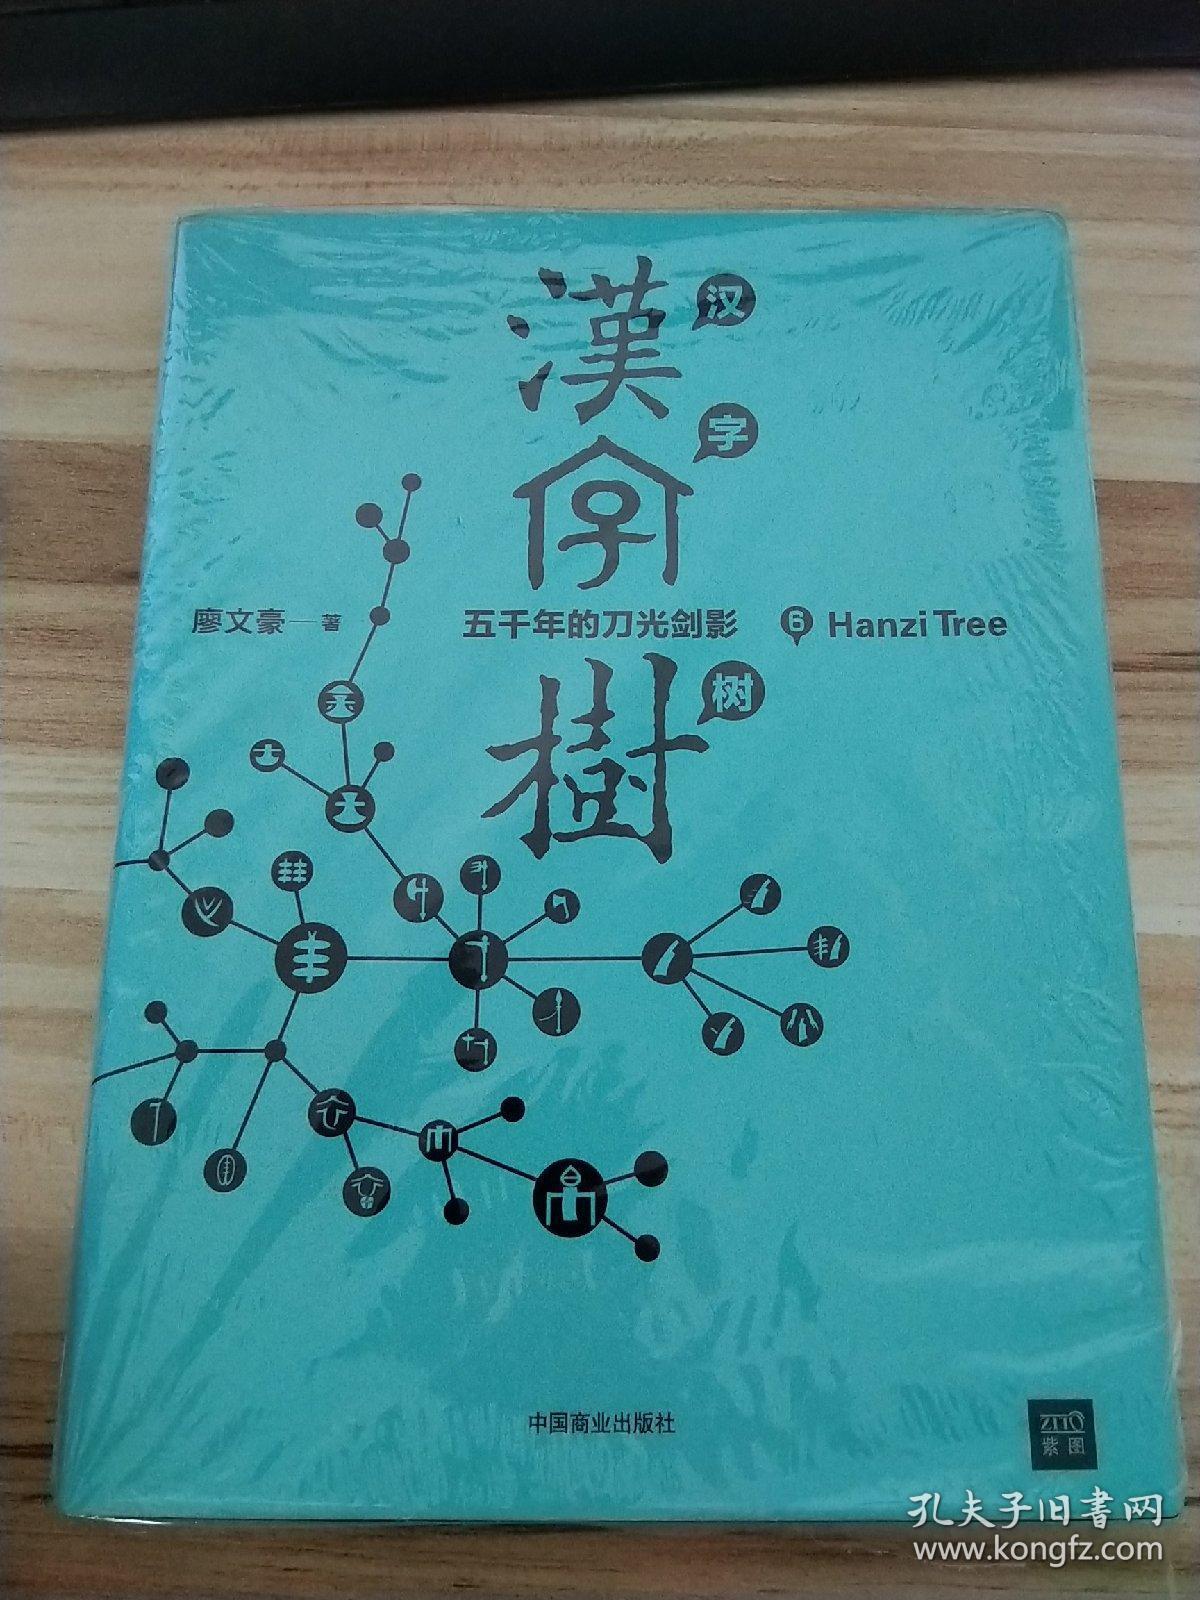 漢
汉
字
字
廖文豪—著
五千年的刀光剑影
6
Hanzi Tree
樹
树
中国商业出版社
ZITO
紫图
孔夫子旧书网
www.kongfz.com